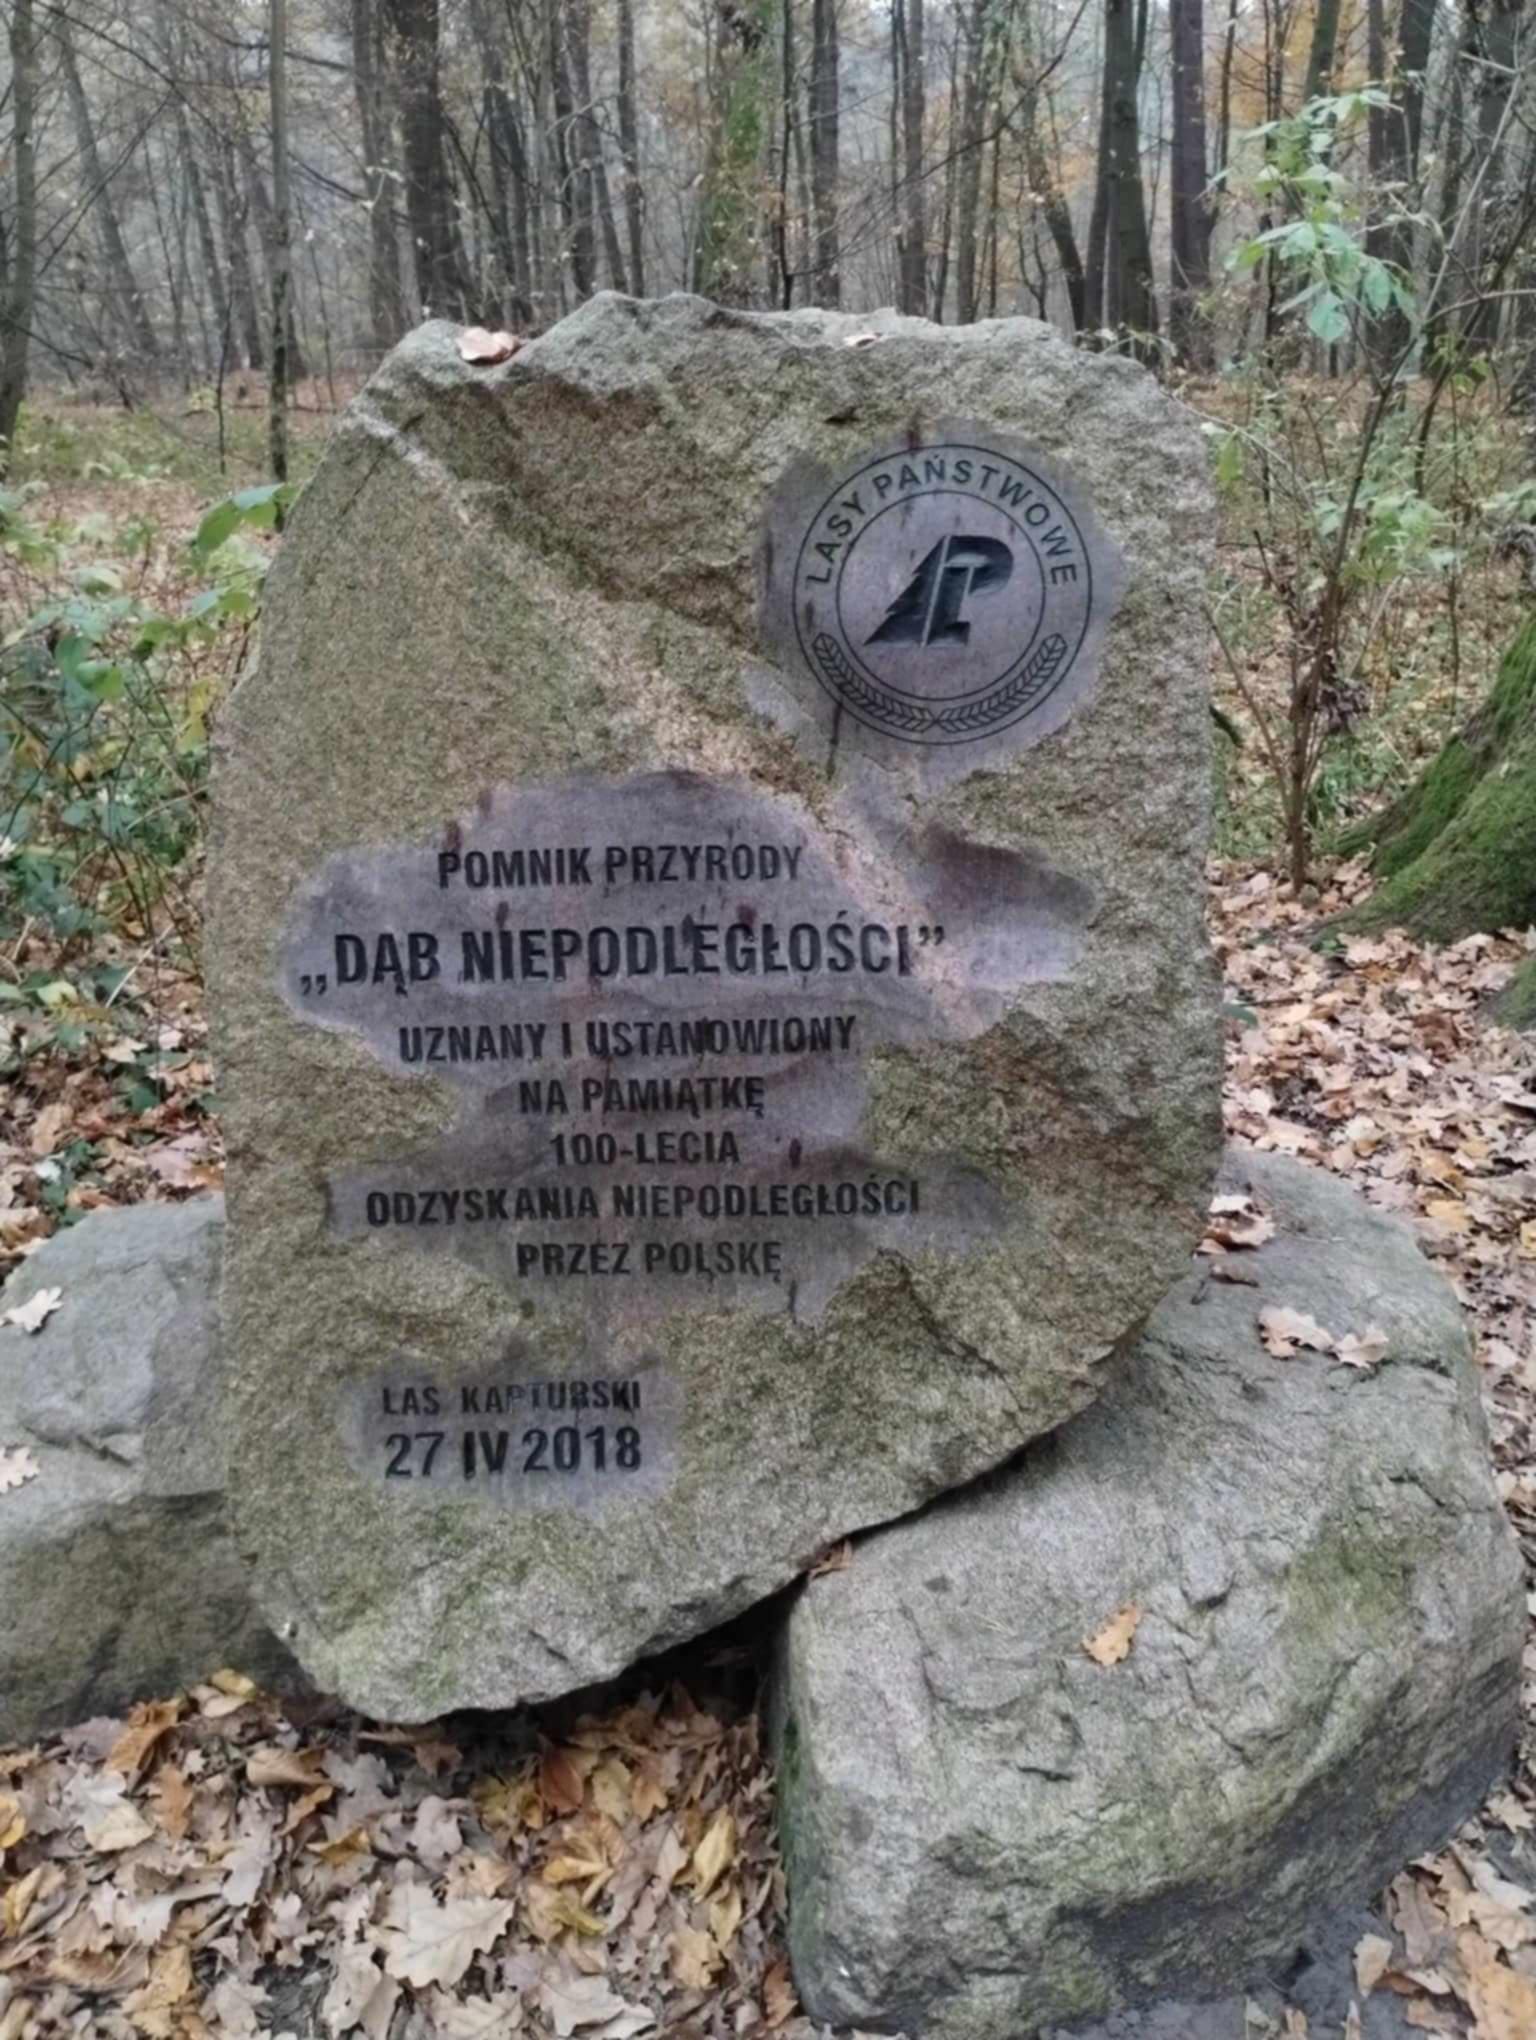 LASY PAŃSTWOWE
POMNIK PRZYRODY
„DĄB NIEPODLEGŁOŚCI”
UZNANY I USTANOWIONY
NA PAMIĄTKĘ
100-LECIA
ODZYSKANIA NIEPODLEGŁOŚCI
PRZEZ POLSKĘ
LAS KAPTURSKI
27 IV 2018